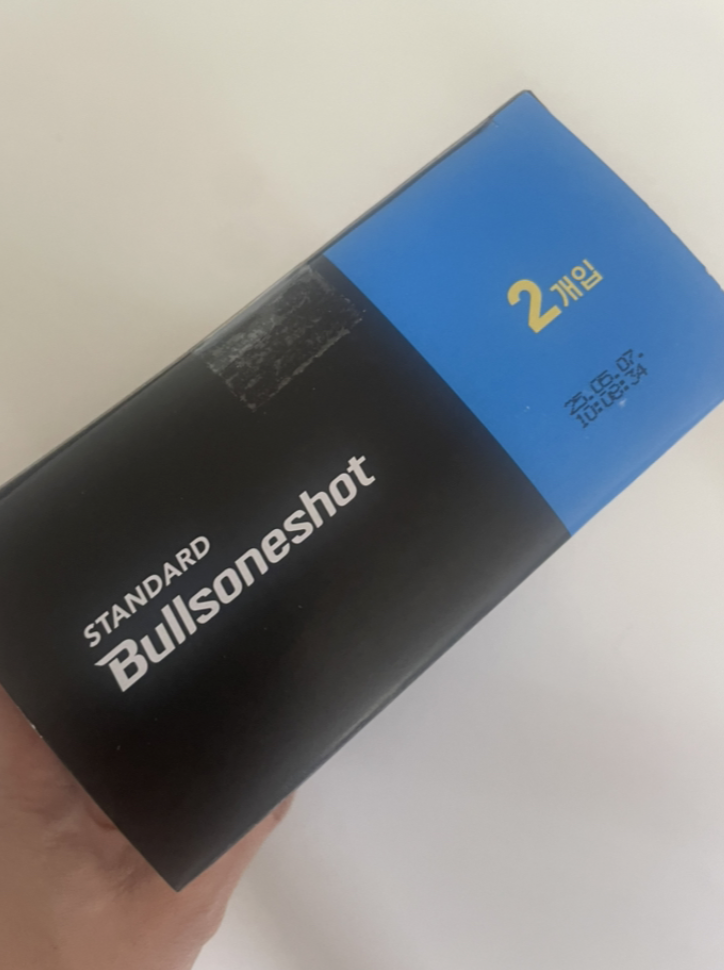 2개입
25.05.07.
10:08:34
STANDARD
Bullsoneshot